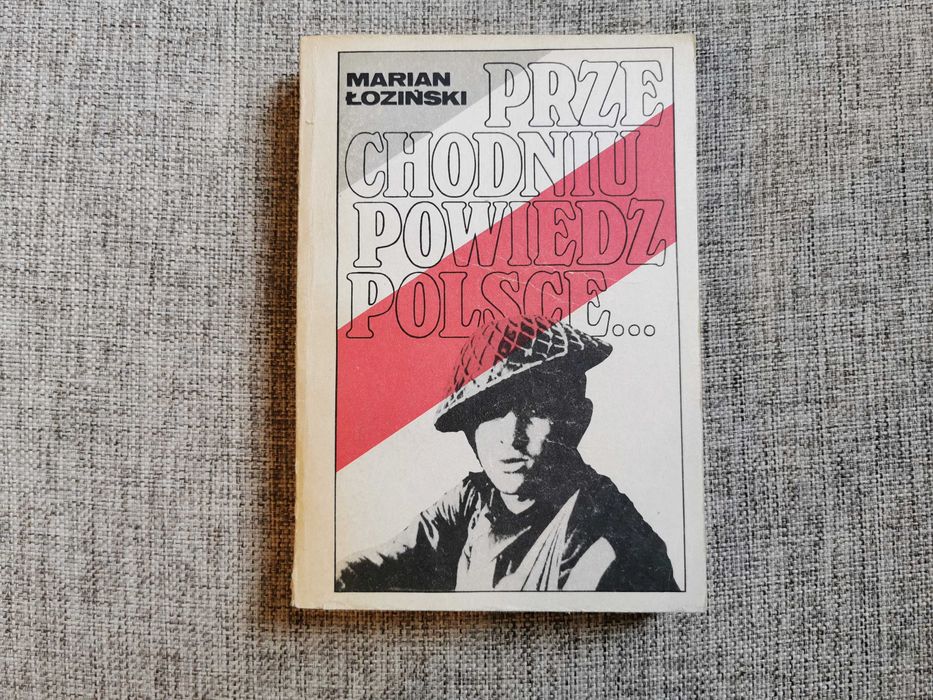 MARIAN
ŁOZIŃSKI
PRZE
CHODNIU
POWIEDZ
POLSCE...